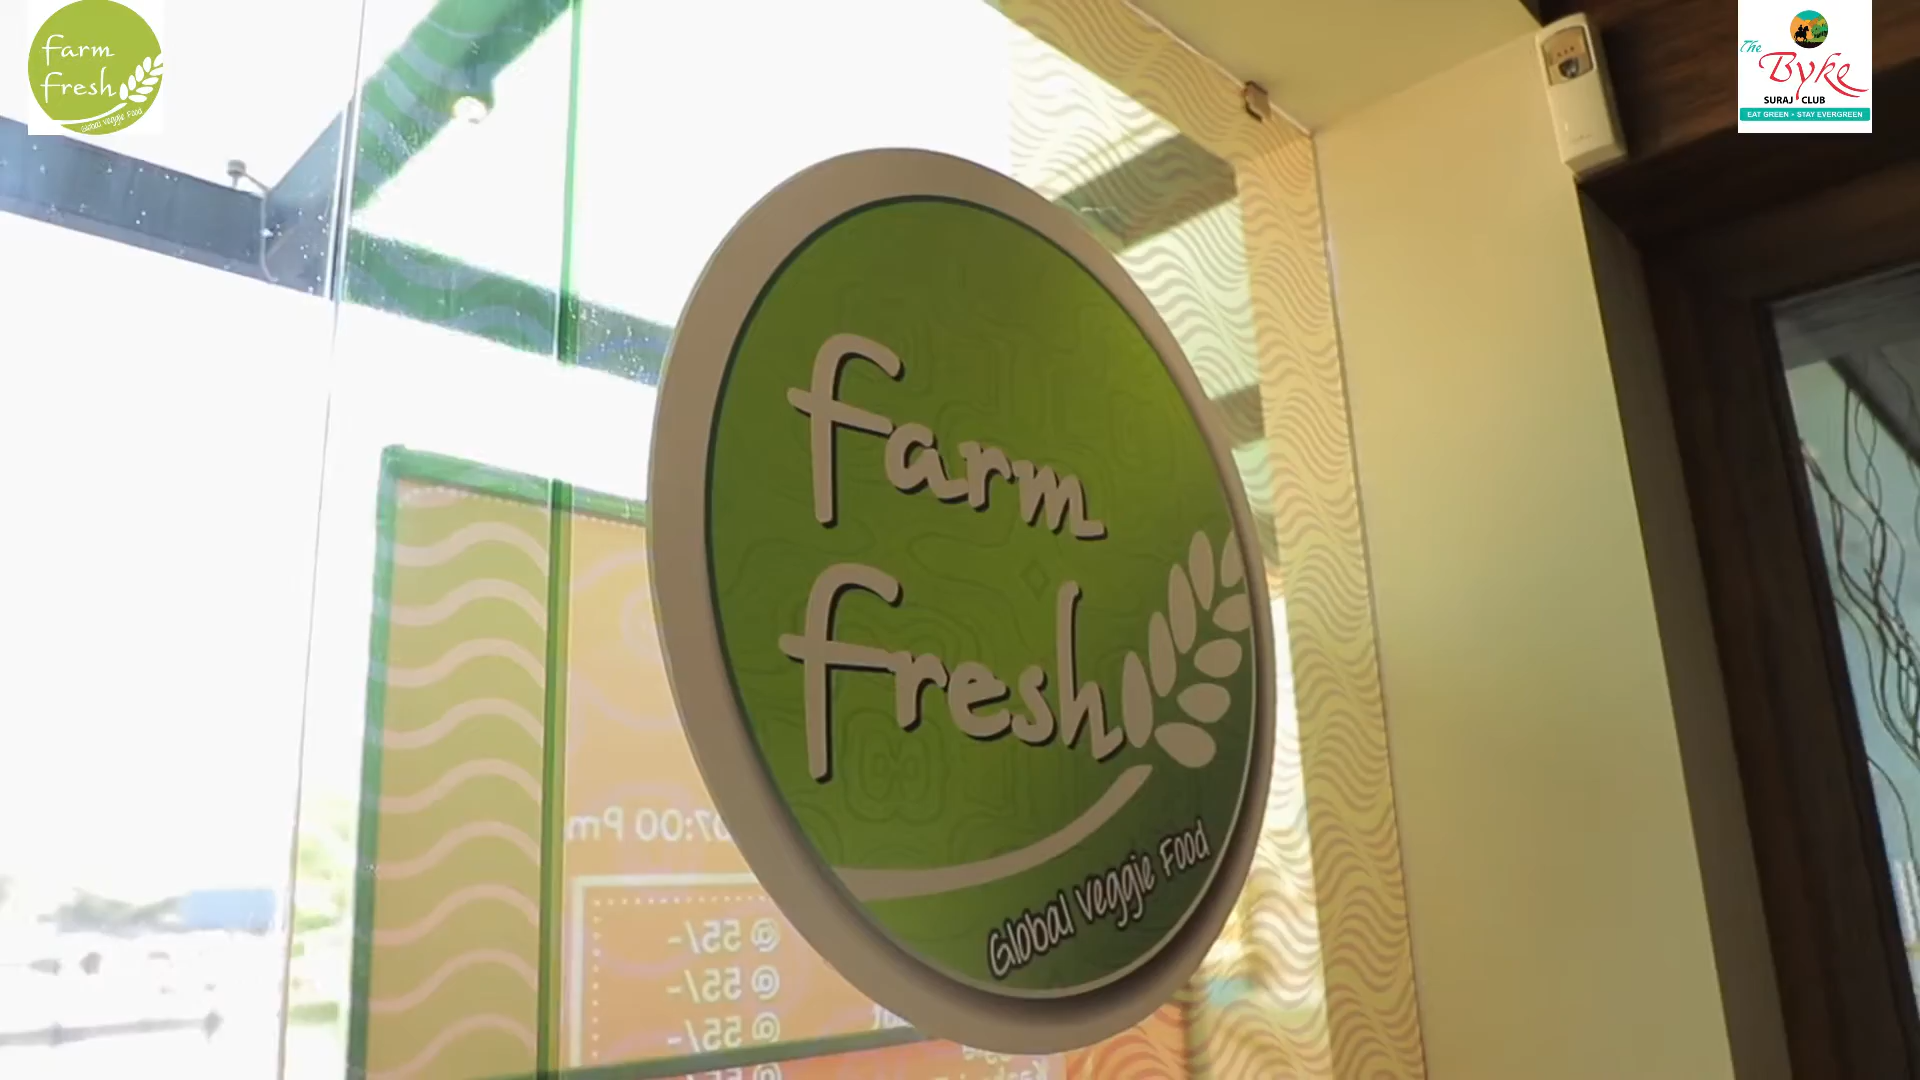 farm
fresh
Global Veggie Food
The
Byke
SURAJ CLUB
EAT GREEN • STAY EVERGREEN
farm
fresh
Global Veggie Food
07:00 Pm
@ 55/-
@ 55/-
@ 55/-